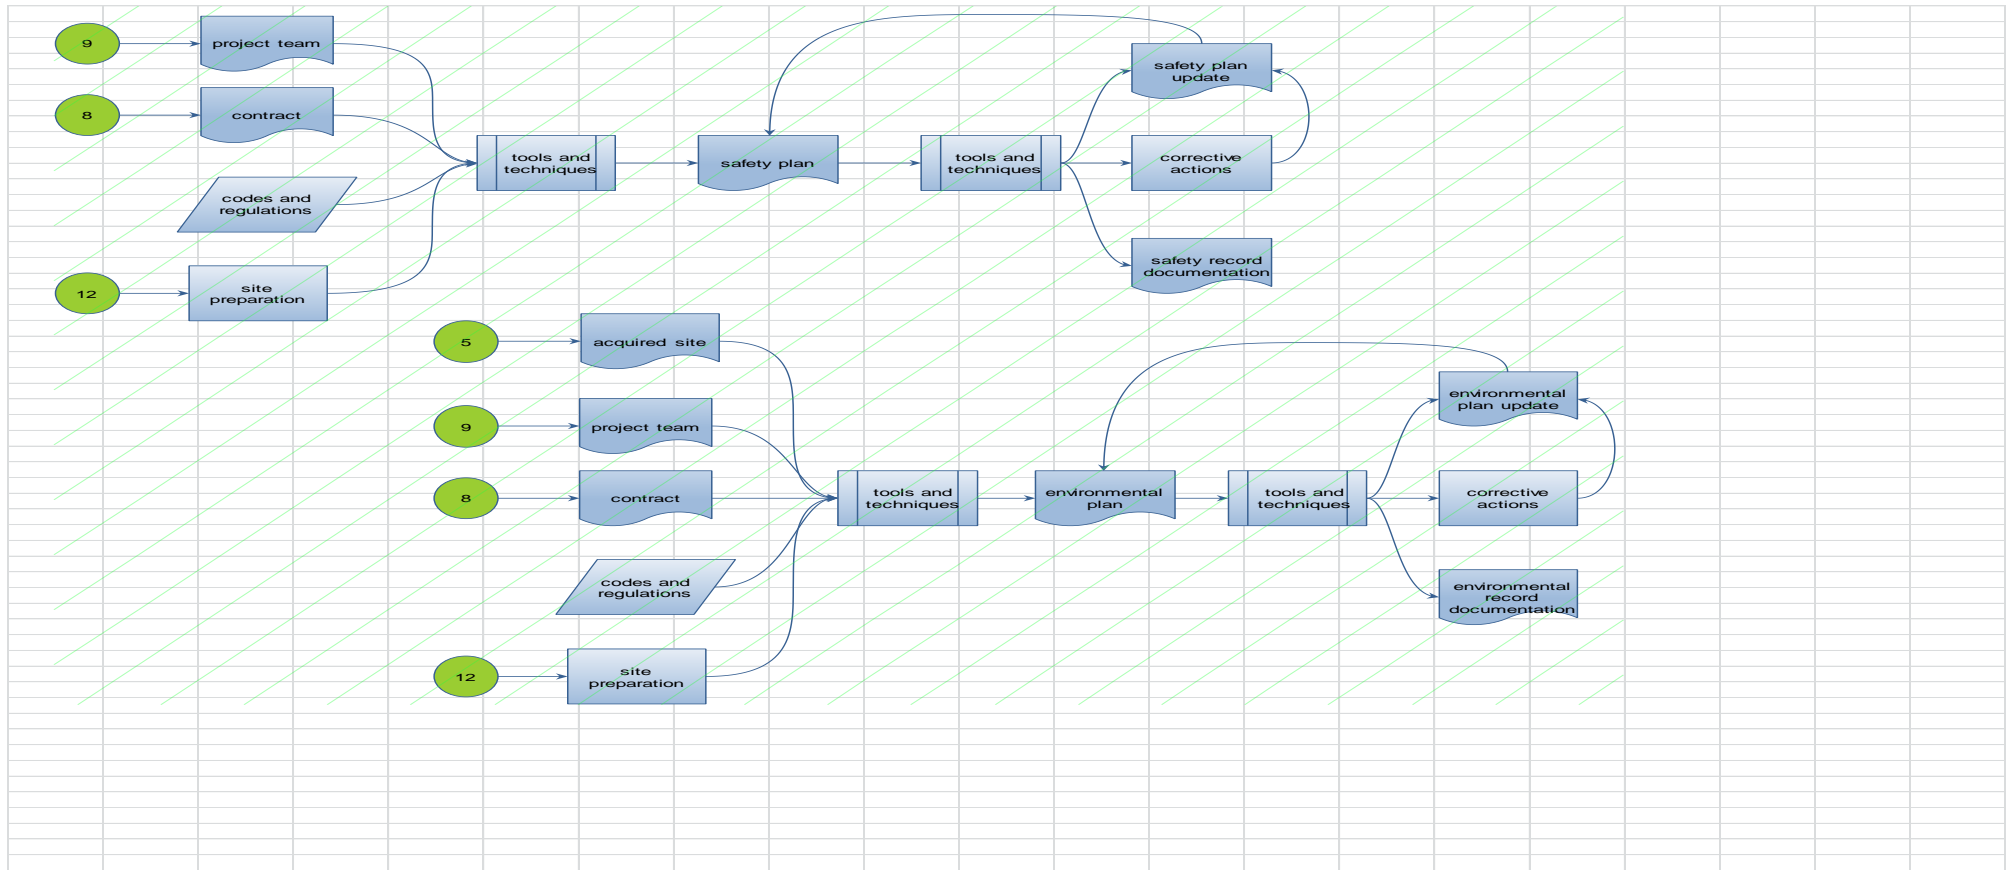 9
project team
8
contract
codes and
regulations
12
site
preparation
tools and
techniques
safety plan
tools and
techniques
safety plan
update
corrective
actions
safety record
documentation
5
acquired site
9
project team
8
contract
codes and
regulations
12
site
preparation
tools and
techniques
environmental
plan
tools and
techniques
environmental
plan update
corrective
actions
environmental
record
documentation